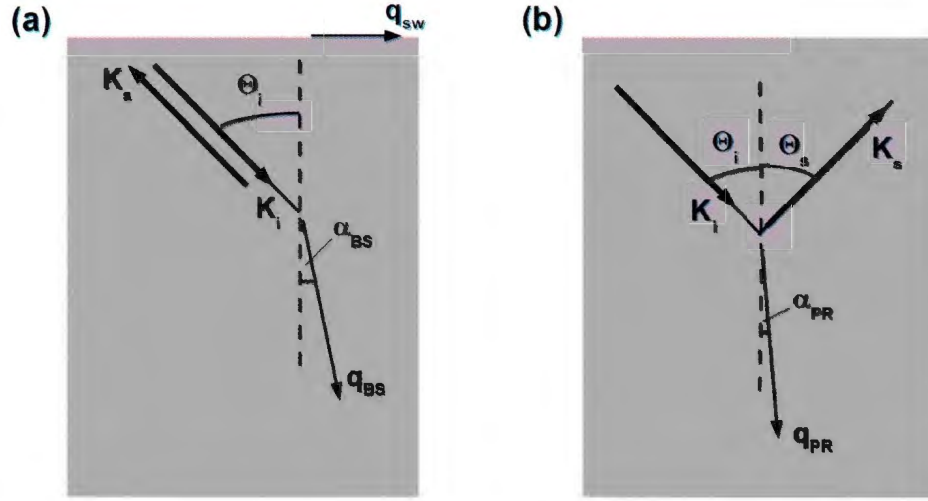 (a)
q_sw
K_s
Θ_i
K_i
α_BS
q_BS
(b)
Θ_i
Θ_s
K_s
K_i
α_PR
q_PR